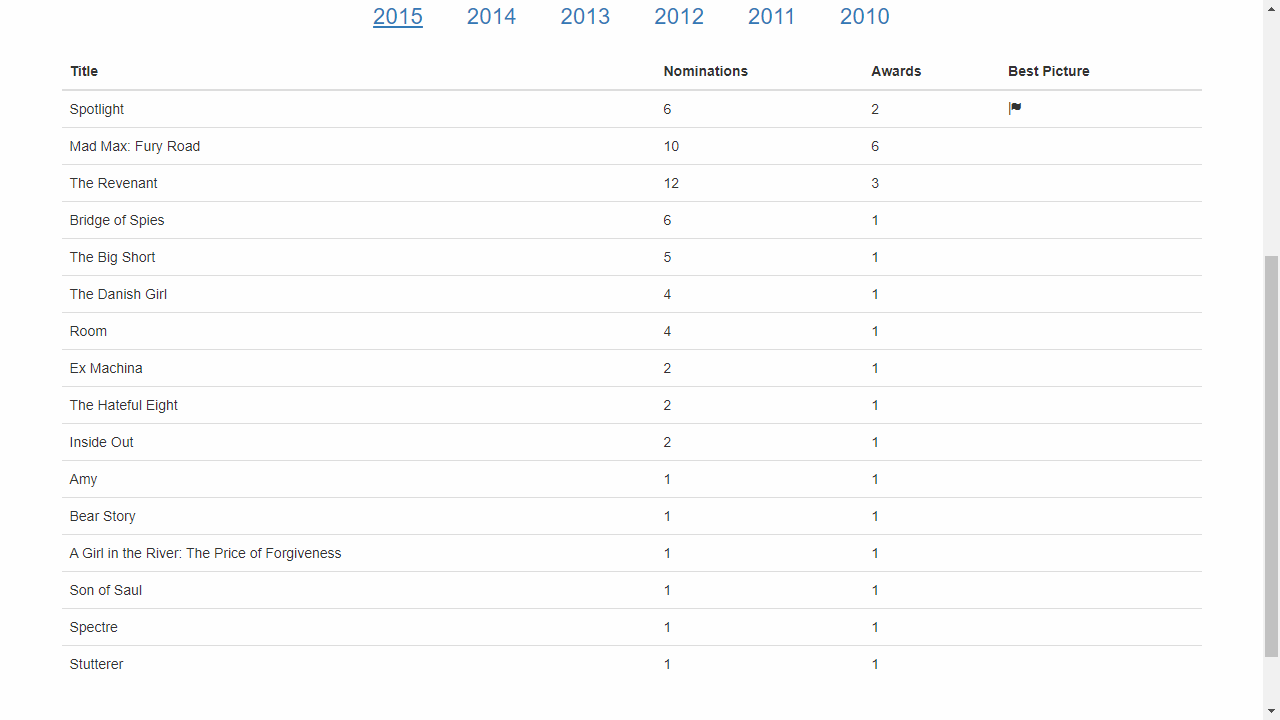 2015 2014 2013 2012 2011 2010
Title Nominations Awards Best Picture
Spotlight 6 2
Mad Max: Fury Road 10 6
The Revenant 12 3
Bridge of Spies 6 1
The Big Short 5 1
The Danish Girl 4 1
Room 4 1
Ex Machina 2 1
The Hateful Eight 2 1
Inside Out 2 1
Amy 1 1
Bear Story 1 1
A Girl in the River: The Price of Forgiveness 1 1
Son of Saul 1 1
Spectre 1 1
Stutterer 1 1